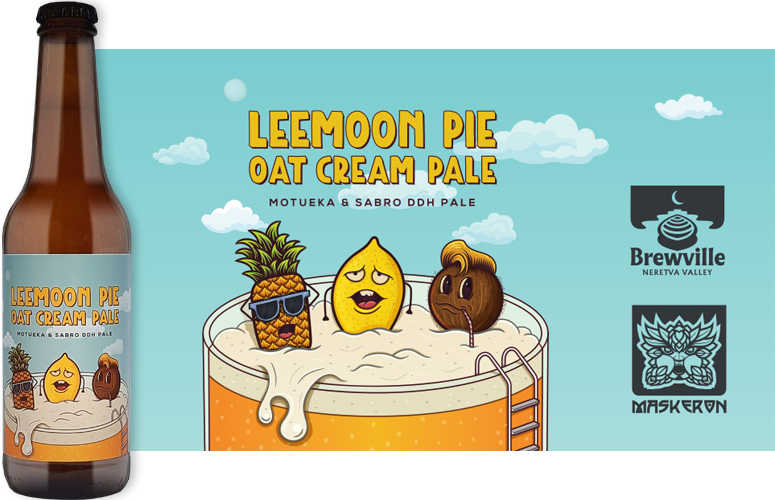 LEEMOON PIE
OAT CREAM PALE
MOTUEKA & SABRO DDH PALE
Brewville
NERETVA VALLEY
MASKERON
LEEMOON PIE
OAT CREAM PALE
MOTUEKA & SABRO DDH PALE